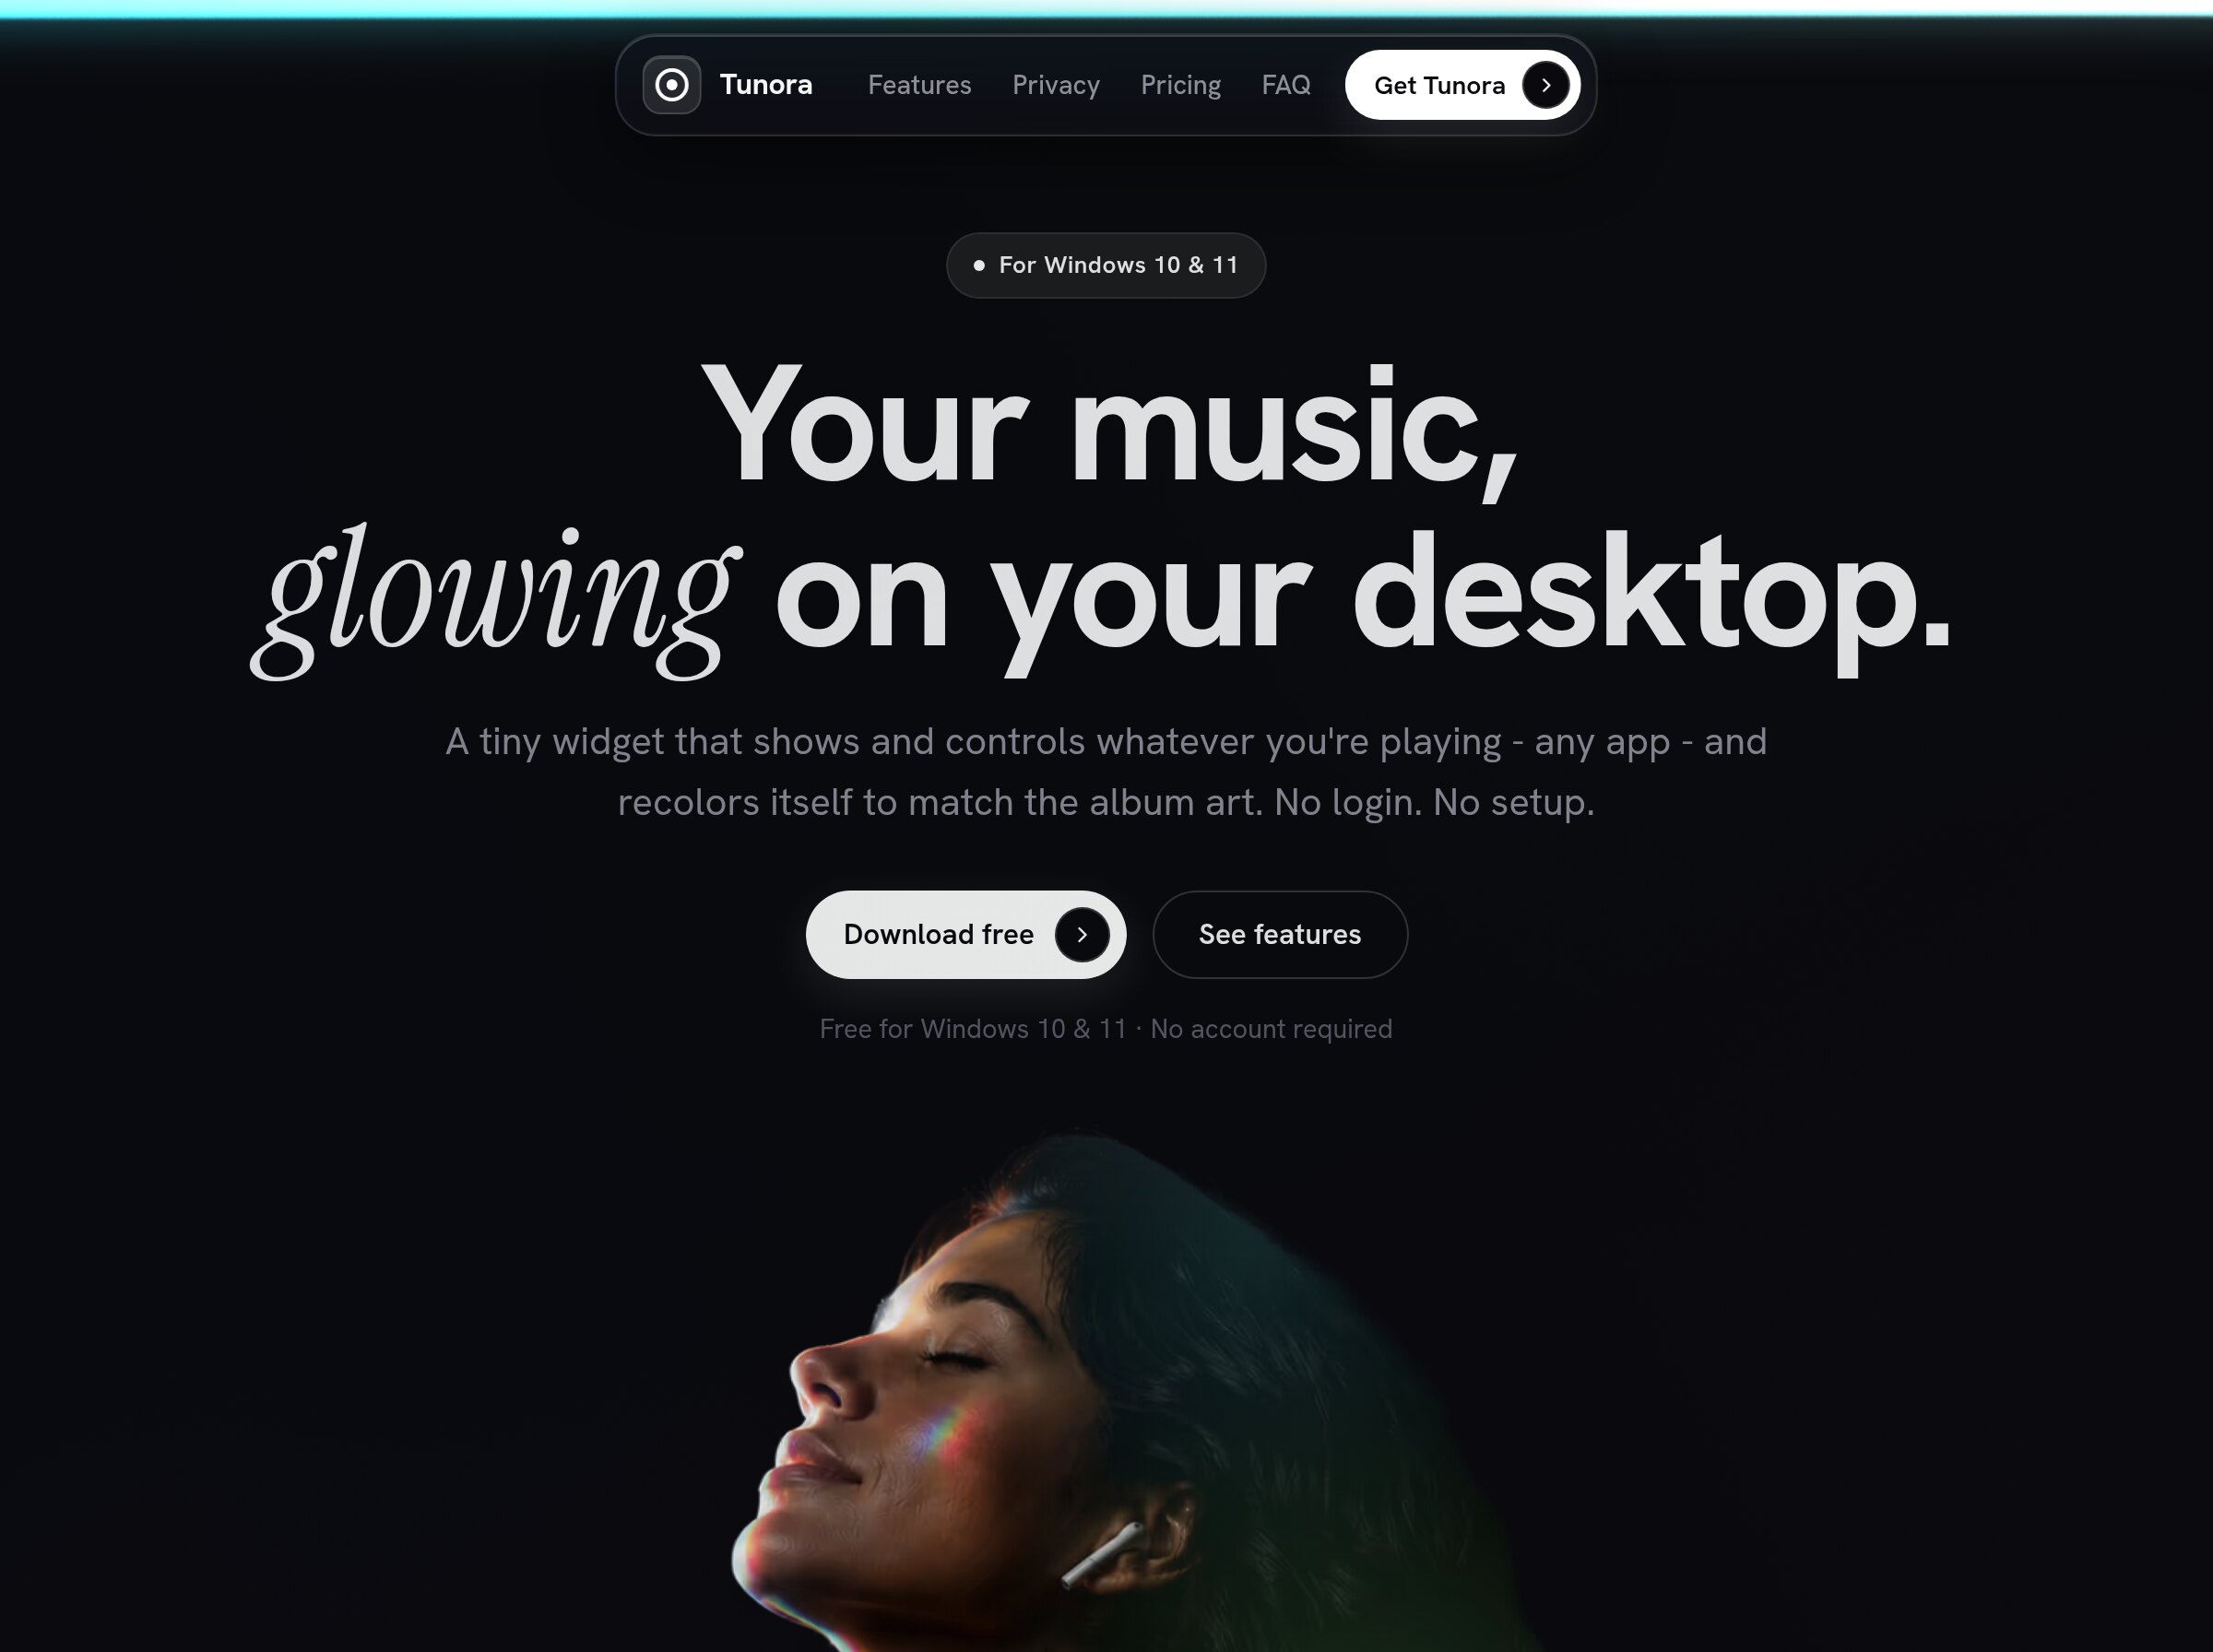 Tunora Features Privacy Pricing FAQ Get Tunora
For Windows 10 & 11
Your music,
glowing on your desktop.
A tiny widget that shows and controls whatever you're playing - any app - and
recolors itself to match the album art. No login. No setup.
Download free See features
Free for Windows 10 & 11 · No account required